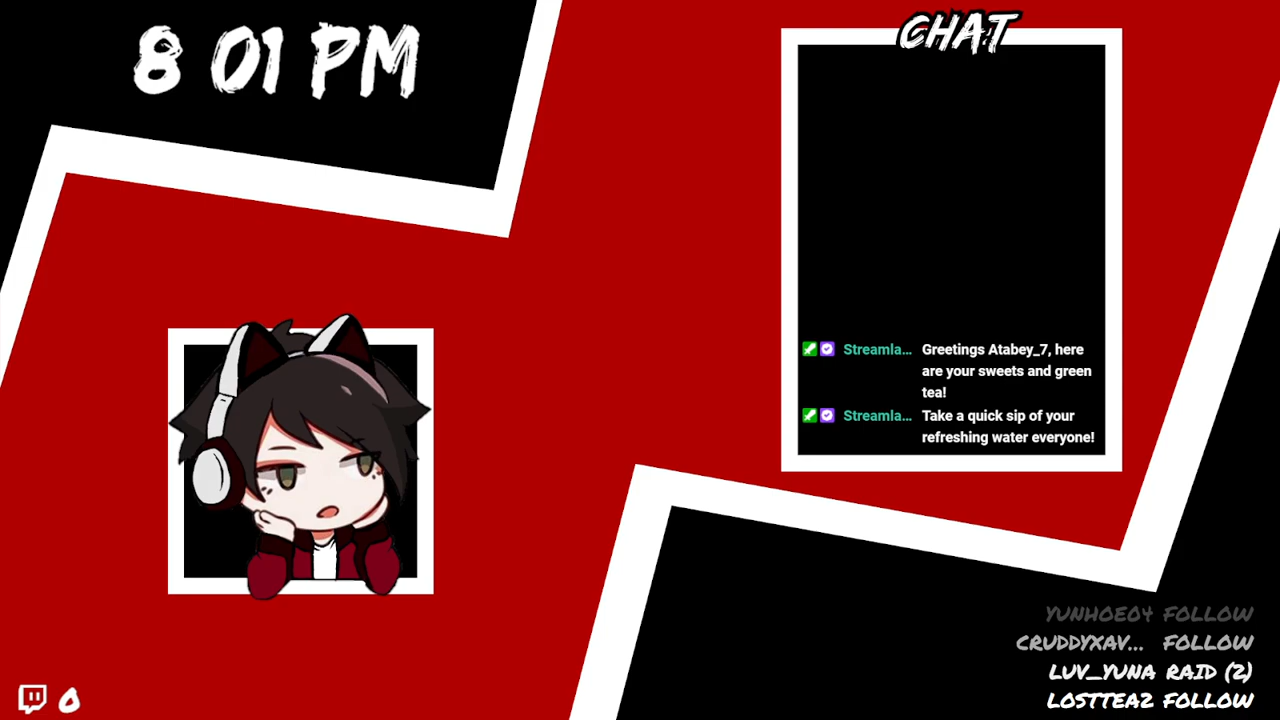 8 01 PM
CHAT
Streamla... Greetings Atabey_7, here
are your sweets and green
tea!
Streamla... Take a quick sip of your
refreshing water everyone!
YUNHOE04 FOLLOW
CRUDDYXAV... FOLLOW
LUV_YUNA RAID (2)
LOSTTEA2 FOLLOW
0